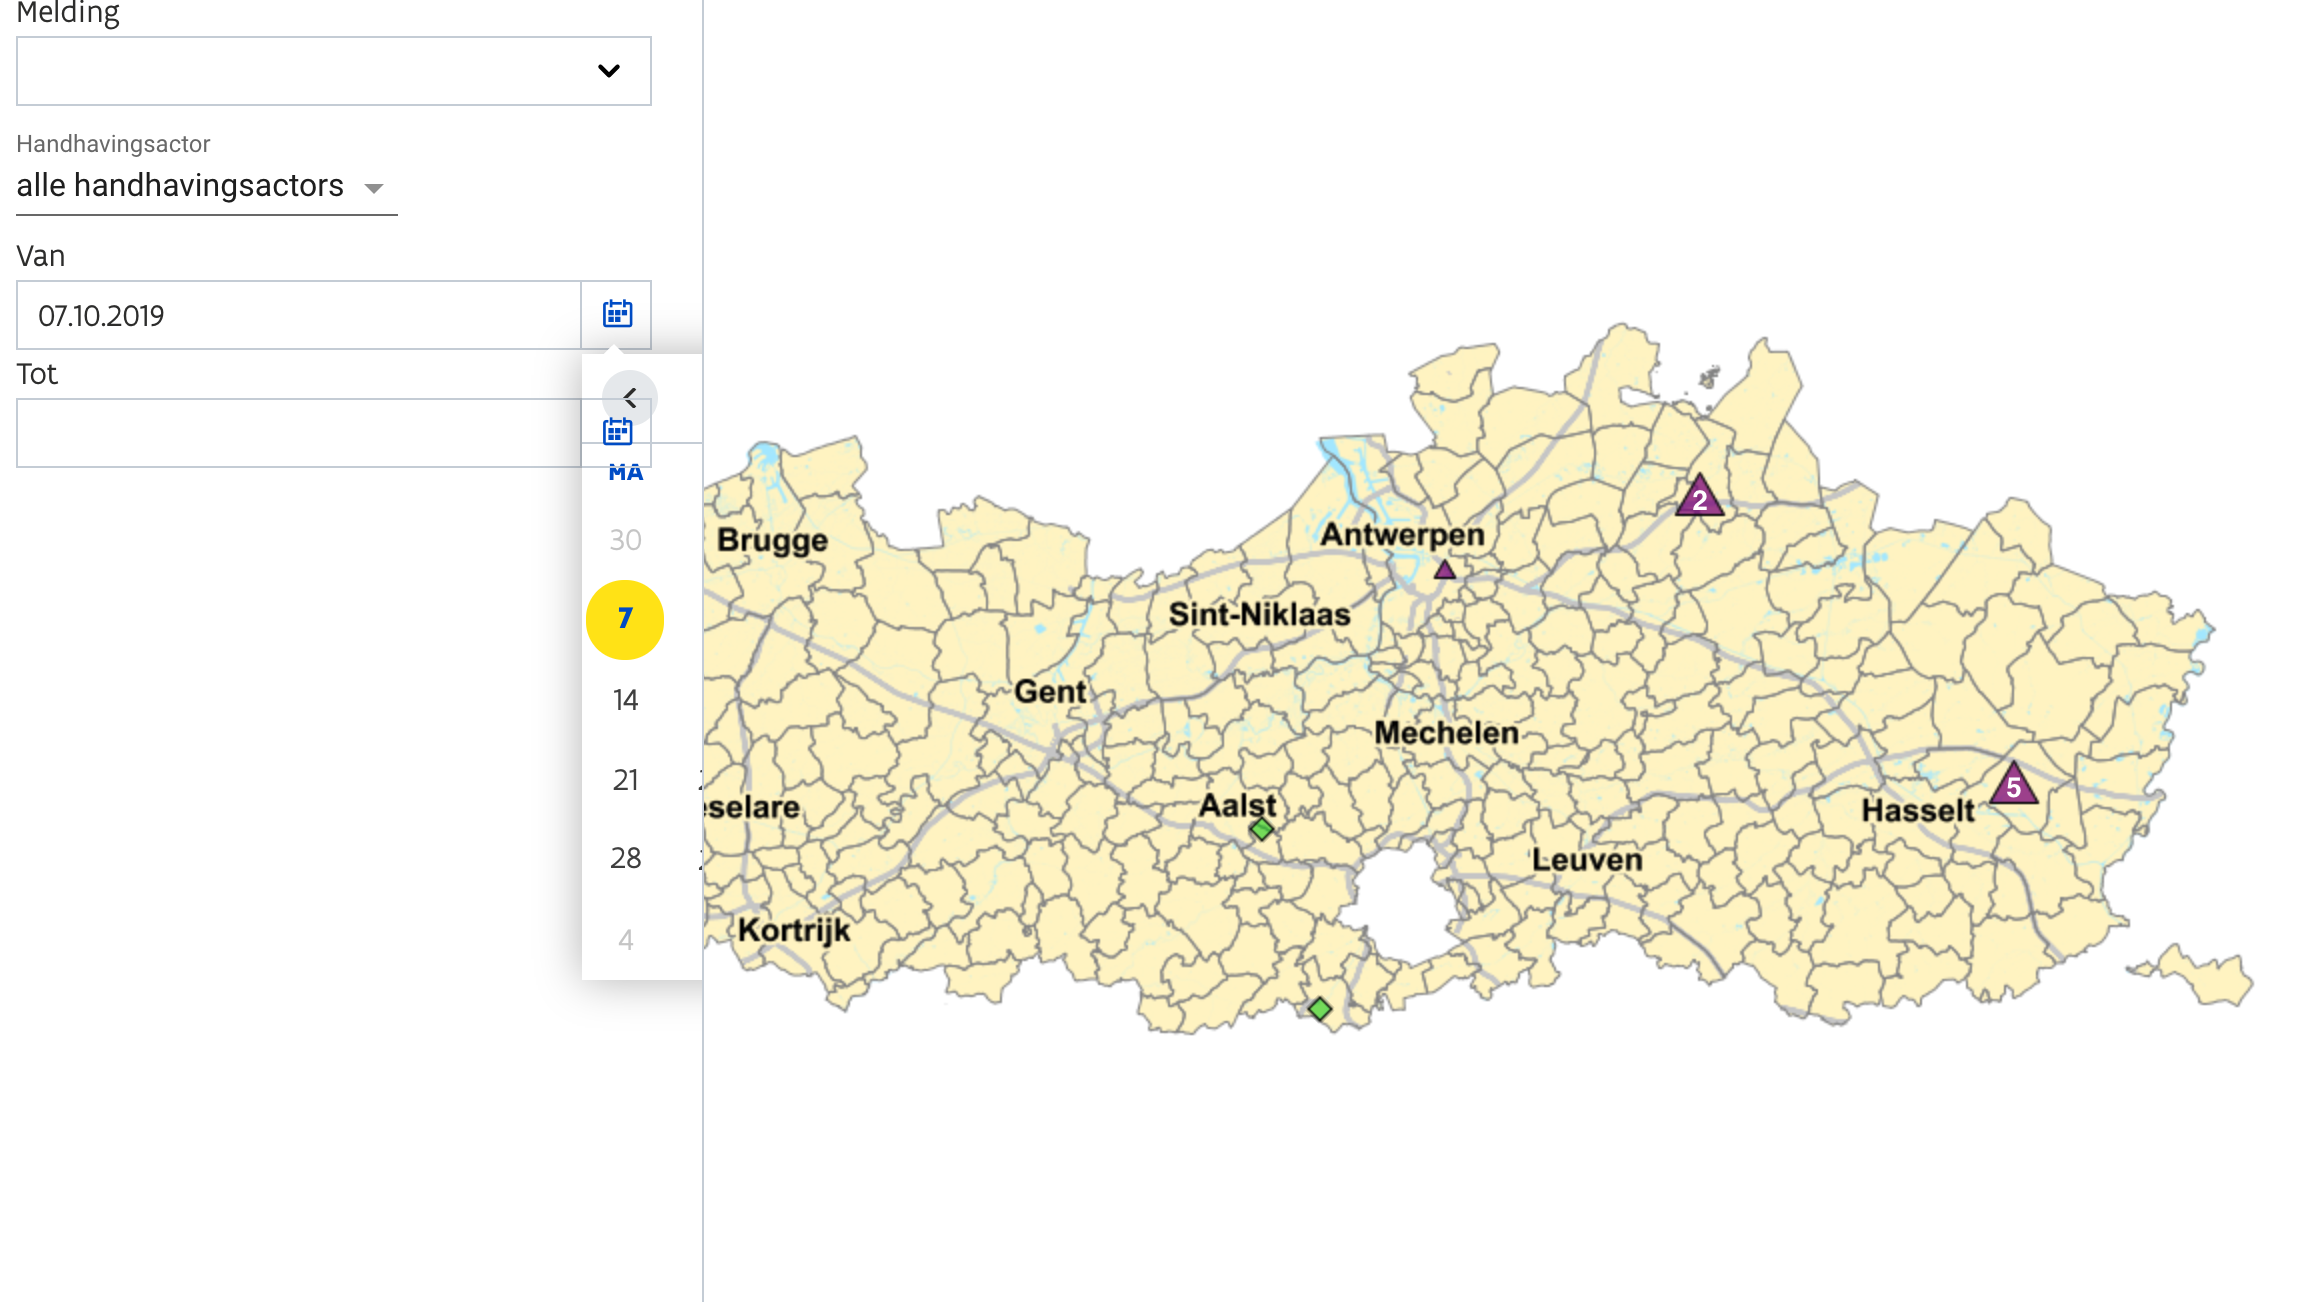 Melding
Handhavingsactor
alle handhavingsactors
Van
07.10.2019
Tot
MA
30
7
14
21
28
4
Brugge
Antwerpen
2
Sint-Niklaas
Gent
Mechelen
eselare
Aalst
Hasselt
5
Leuven
Kortrijk